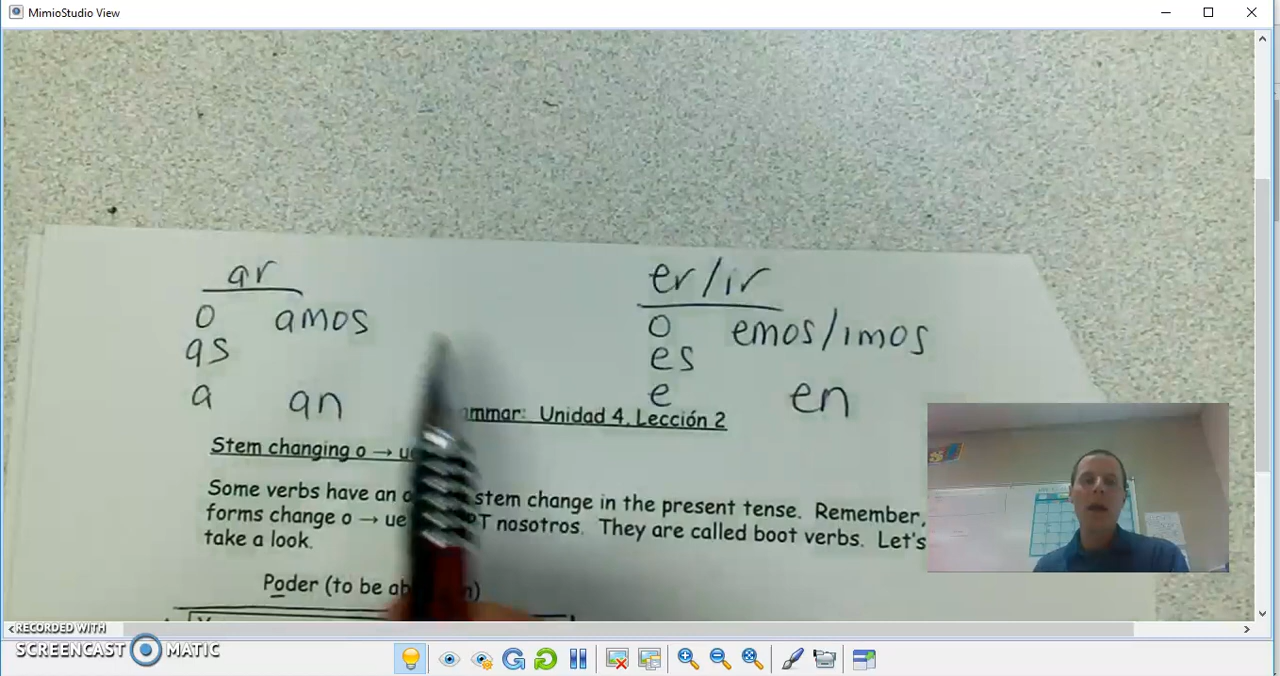 MimioStudio View
ar
o amos
as
a an
er/ir
o emos/imos
es
e en
Unidad 4, Lección 2
Stem changing o → ue
Some verbs have an stem change in the present tense. Remember,
forms change o → ue nosotros. They are called boot verbs. Let's
take a look.
Poder (to be
RECORDED WITH
SCREENCAST MATIC